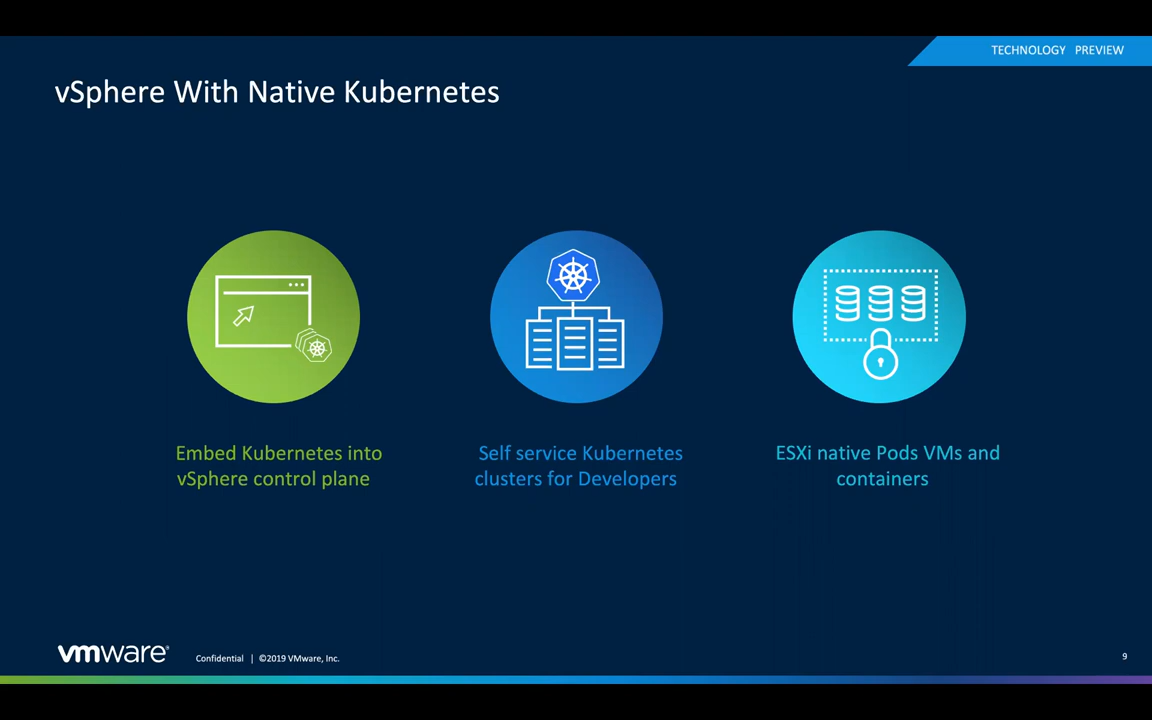 TECHNOLOGY PREVIEW
vSphere With Native Kubernetes
Embed Kubernetes into
vSphere control plane
Self service Kubernetes
clusters for Developers
ESXi native Pods VMs and
containers
vmware®
Confidential | ©2019 VMware, Inc.
9